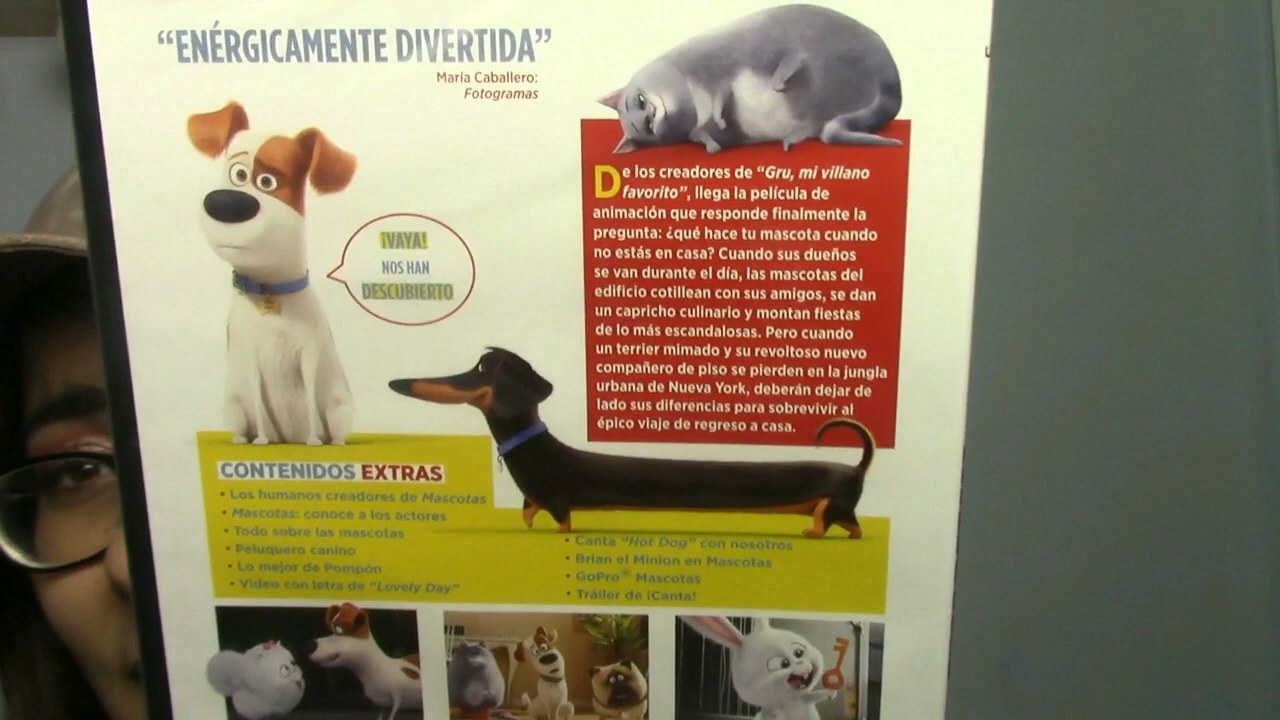 “ENÉRGICAMENTE DIVERTIDA”
María Caballero:
Fotogramas
¡VAYA!
NOS HAN
DESCUBIERTO
De los creadores de “Gru, mi villano
favorito”, llega la película de
animación que responde finalmente la
pregunta: ¿qué hace tu mascota cuando
no estás en casa? Cuando sus dueños
se van durante el día, las mascotas del
edificio cotillean con sus amigos, se dan
un capricho culinario y montan fiestas
de lo más escandalosas. Pero cuando
un terrier mimado y su revoltoso nuevo
compañero de piso se pierden en la jungla
urbana de Nueva York, deberán dejar de
lado sus diferencias para sobrevivir al
épico viaje de regreso a casa.
CONTENIDOS EXTRAS
• Los humanos creadores de Mascotas
• Mascotas: conoce a los actores
• Todo sobre las mascotas
• Peluquero canino
• Lo mejor de Pompón
• Vídeo con letra de “Lovely Day”
• Canta “Hot Dog” con nosotros
• Brian el Minion en Mascotas
• GoPro® Mascotas
• Tráiler de ¡Canta!